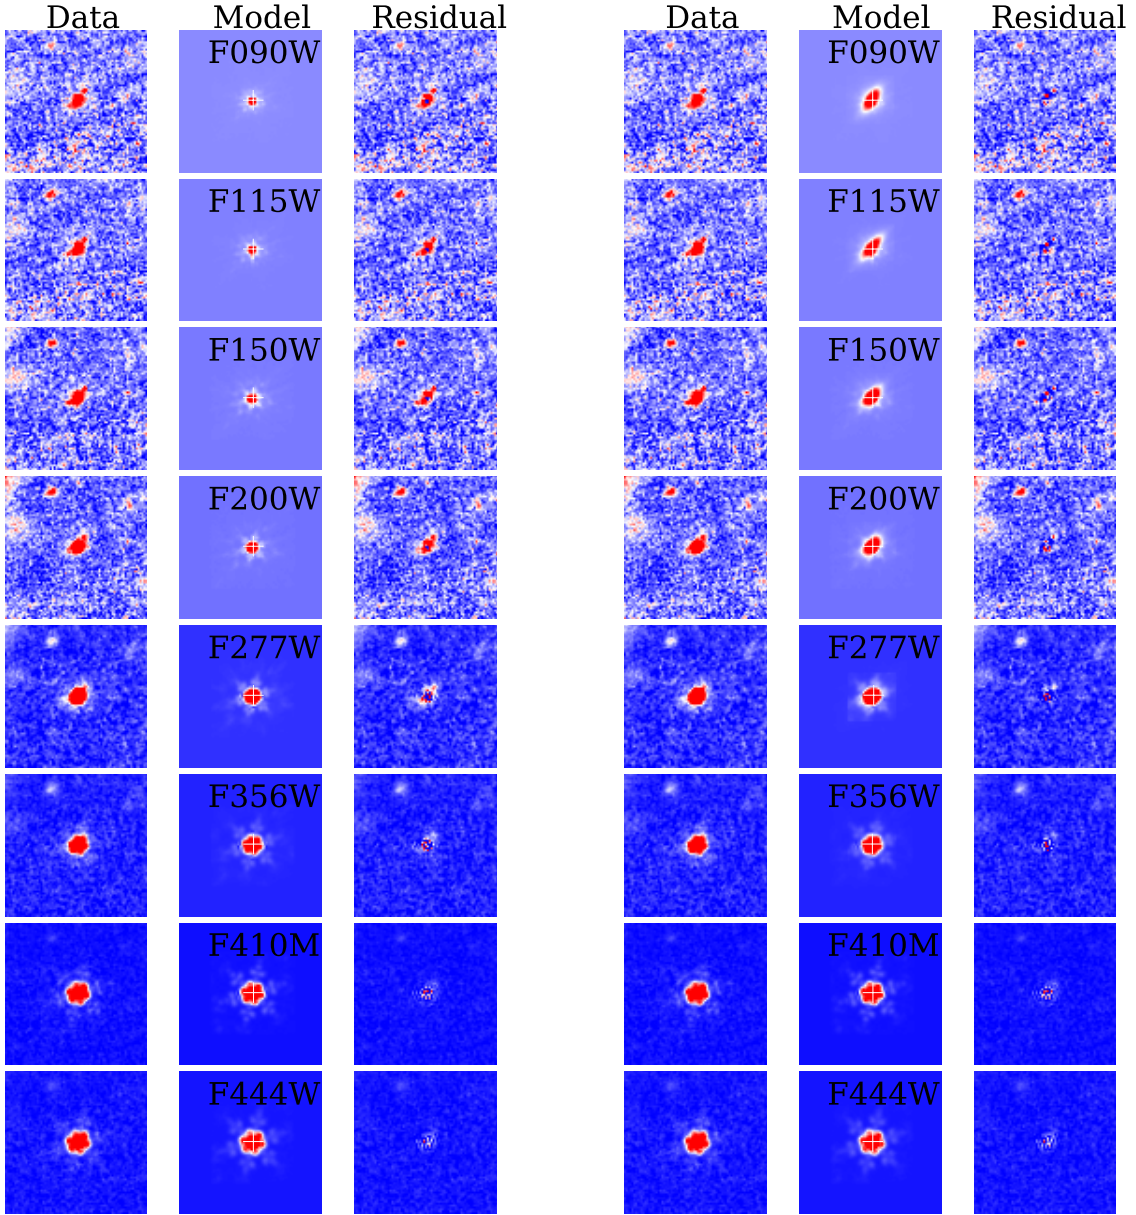 Data Model Residual Data Model Residual
F090W F090W
F115W F115W
F150W F150W
F200W F200W
F277W F277W
F356W F356W
F410M F410M
F444W F444W